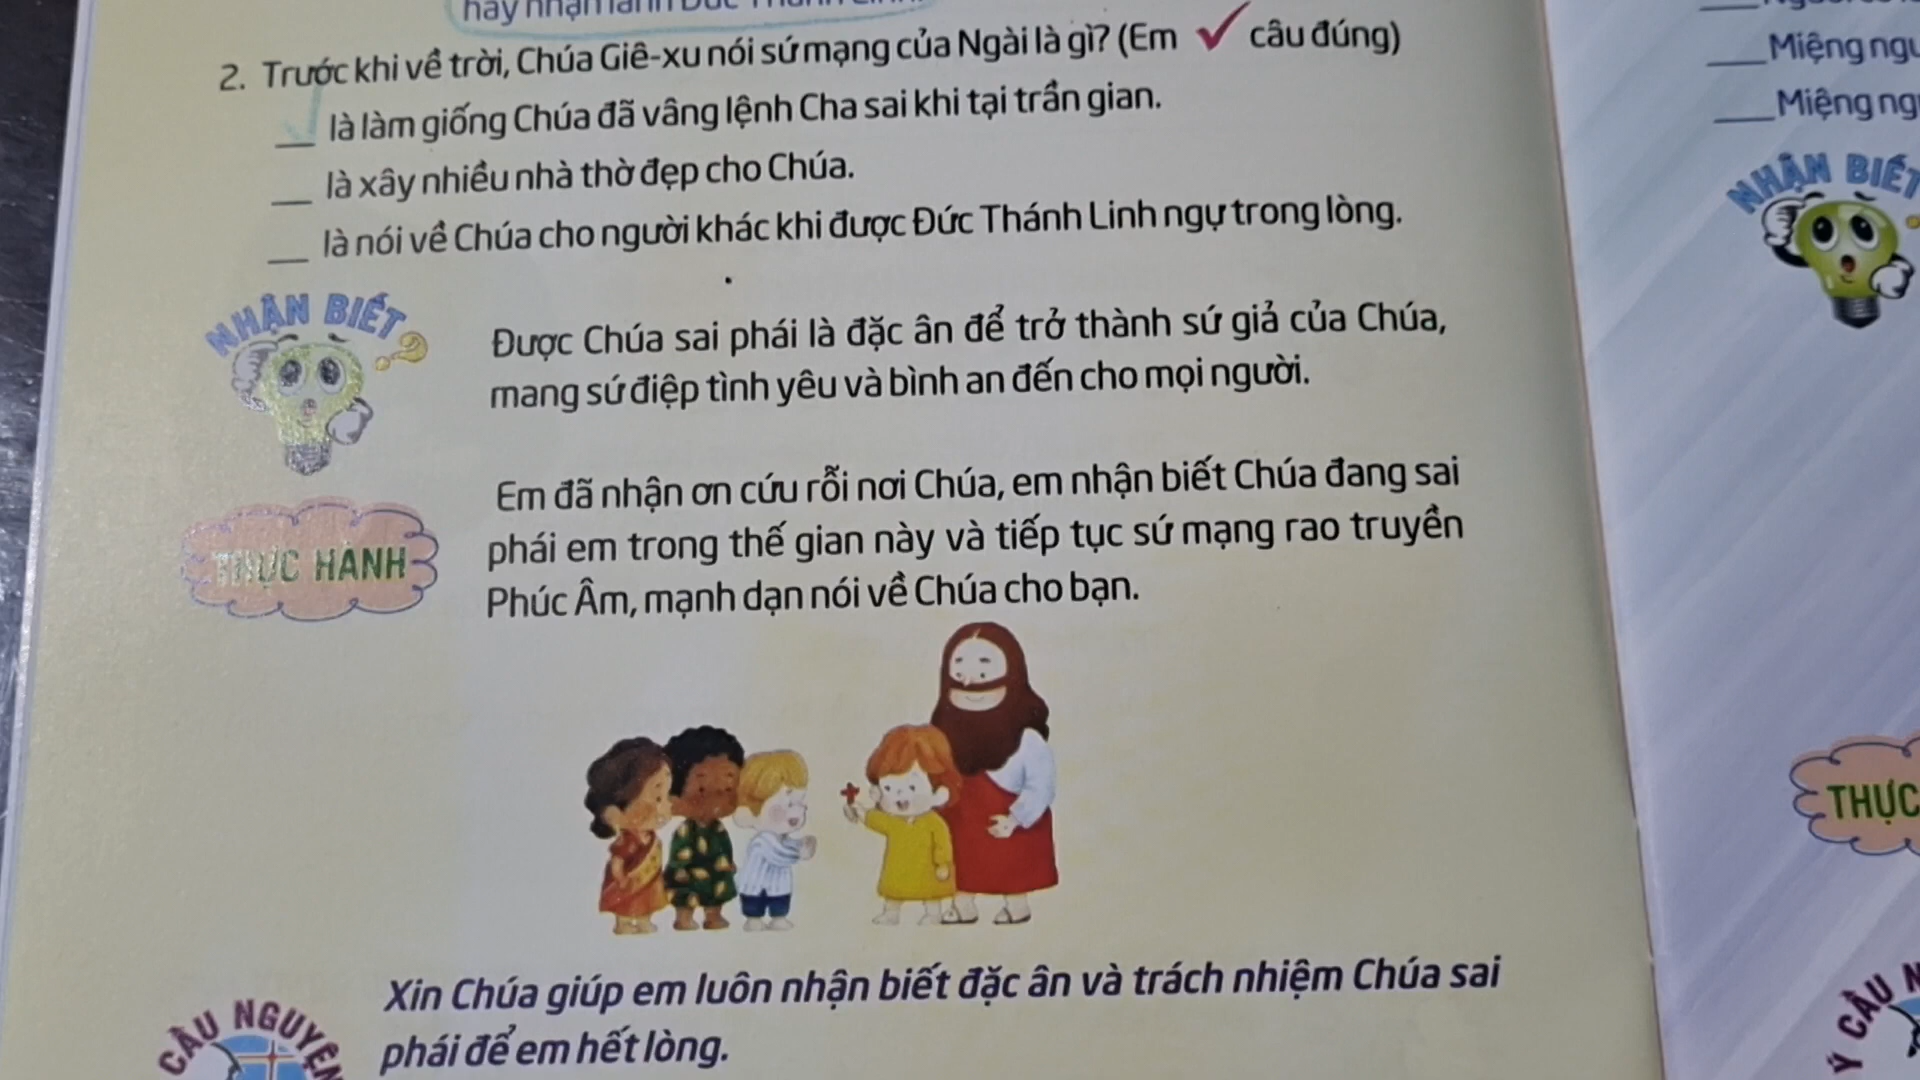 2. Trước khi về trời, Chúa Giê-xu nói sứ mạng của Ngài là gì? (Em ✓ câu đúng)
___ là làm giống Chúa đã vâng lệnh Cha sai khi tại trần gian.
___ là xây nhiều nhà thờ đẹp cho Chúa.
___ là nói về Chúa cho người khác khi được Đức Thánh Linh ngự trong lòng.
NHẬN BIẾT
Được Chúa sai phái là đặc ân để trở thành sứ giả của Chúa,
mang sứ điệp tình yêu và bình an đến cho mọi người.
THỰC HÀNH
Em đã nhận ơn cứu rỗi nơi Chúa, em nhận biết Chúa đang sai
phái em trong thế gian này và tiếp tục sứ mạng rao truyền
Phúc Âm, mạnh dạn nói về Chúa cho bạn.
CẦU NGUYỆN
Xin Chúa giúp em luôn nhận biết đặc ân và trách nhiệm Chúa sai
phái để em hết lòng.
___ Miệng
___ Miệng
NHẬN BIẾT
THỰC
Ý CẦU